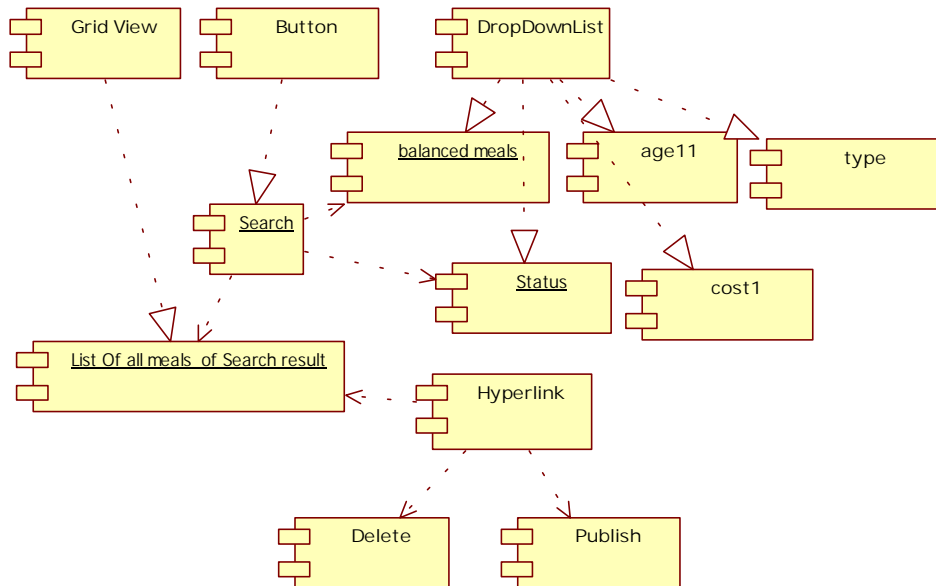 Grid View
Button
DropDownList
balanced meals
age11
type
Search
Status
cost1
List Of all meals of Search result
Hyperlink
Delete
Publish